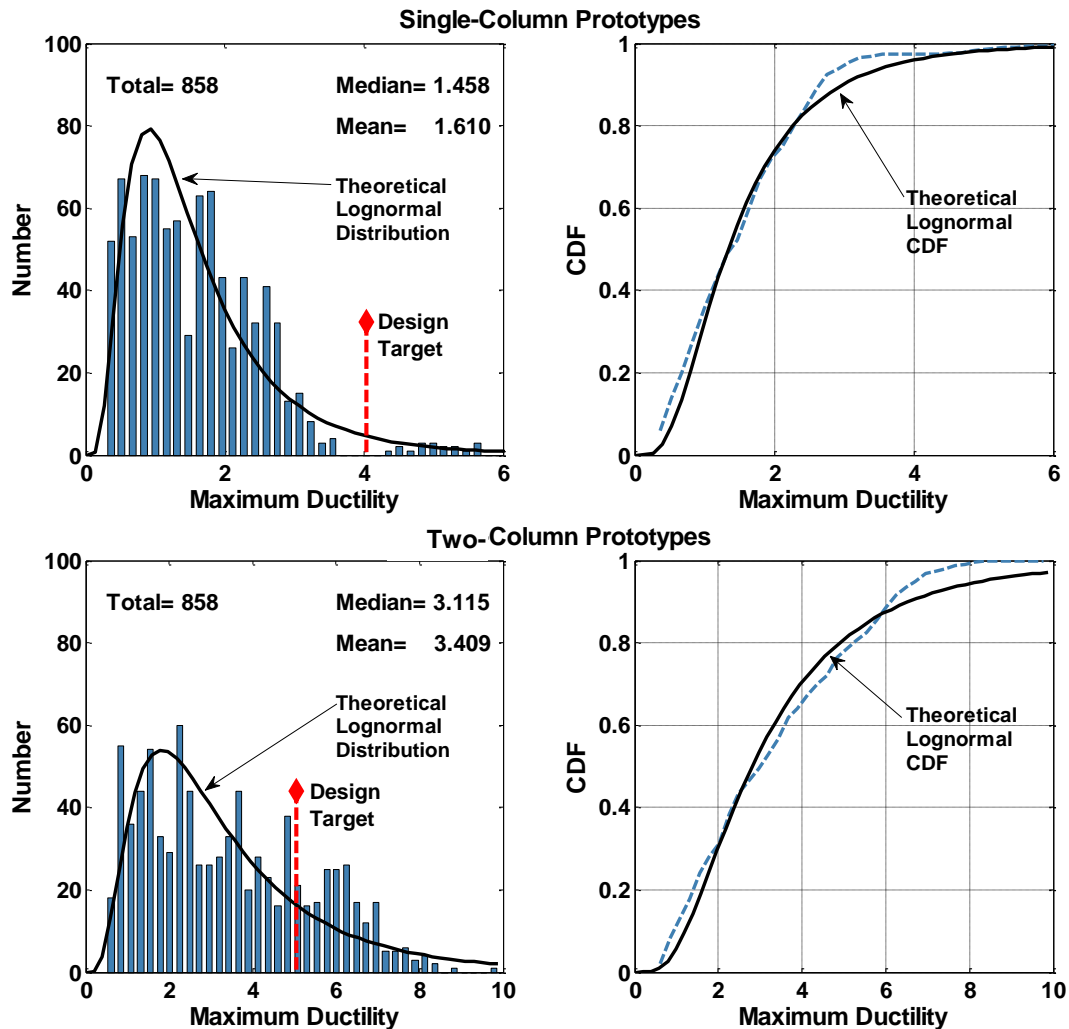 Single-Column Prototypes
100
80
60
40
20
0
Number
Total= 858
Median= 1.458
Mean= 1.610
Theoretical
Lognormal
Distribution
Design
Target
0 2 4 6
Maximum Ductility
1
0.8
0.6
0.4
0.2
0
CDF
Theoretical
Lognormal
CDF
0 2 4 6
Maximum Ductility
Two-Column Prototypes
100
80
60
40
20
0
Number
Total= 858
Median= 3.115
Mean= 3.409
Theoretical
Lognormal
Distribution
Design
Target
0 2 4 6 8 10
Maximum Ductility
1
0.8
0.6
0.4
0.2
0
CDF
Theoretical
Lognormal
CDF
0 2 4 6 8 10
Maximum Ductility